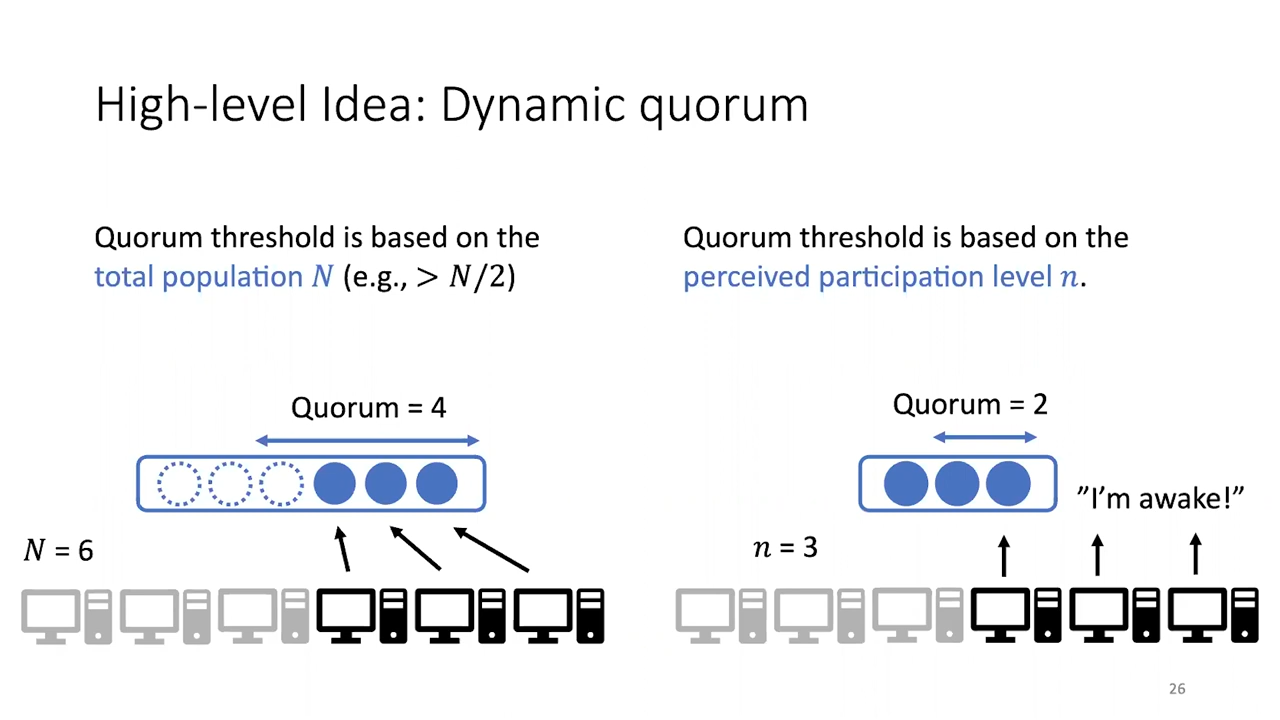 High-level Idea: Dynamic quorum
Quorum threshold is based on the
total population N (e.g., > N/2)
Quorum = 4
N = 6
Quorum threshold is based on the
perceived participation level n.
Quorum = 2
”I’m awake!”
n = 3
26